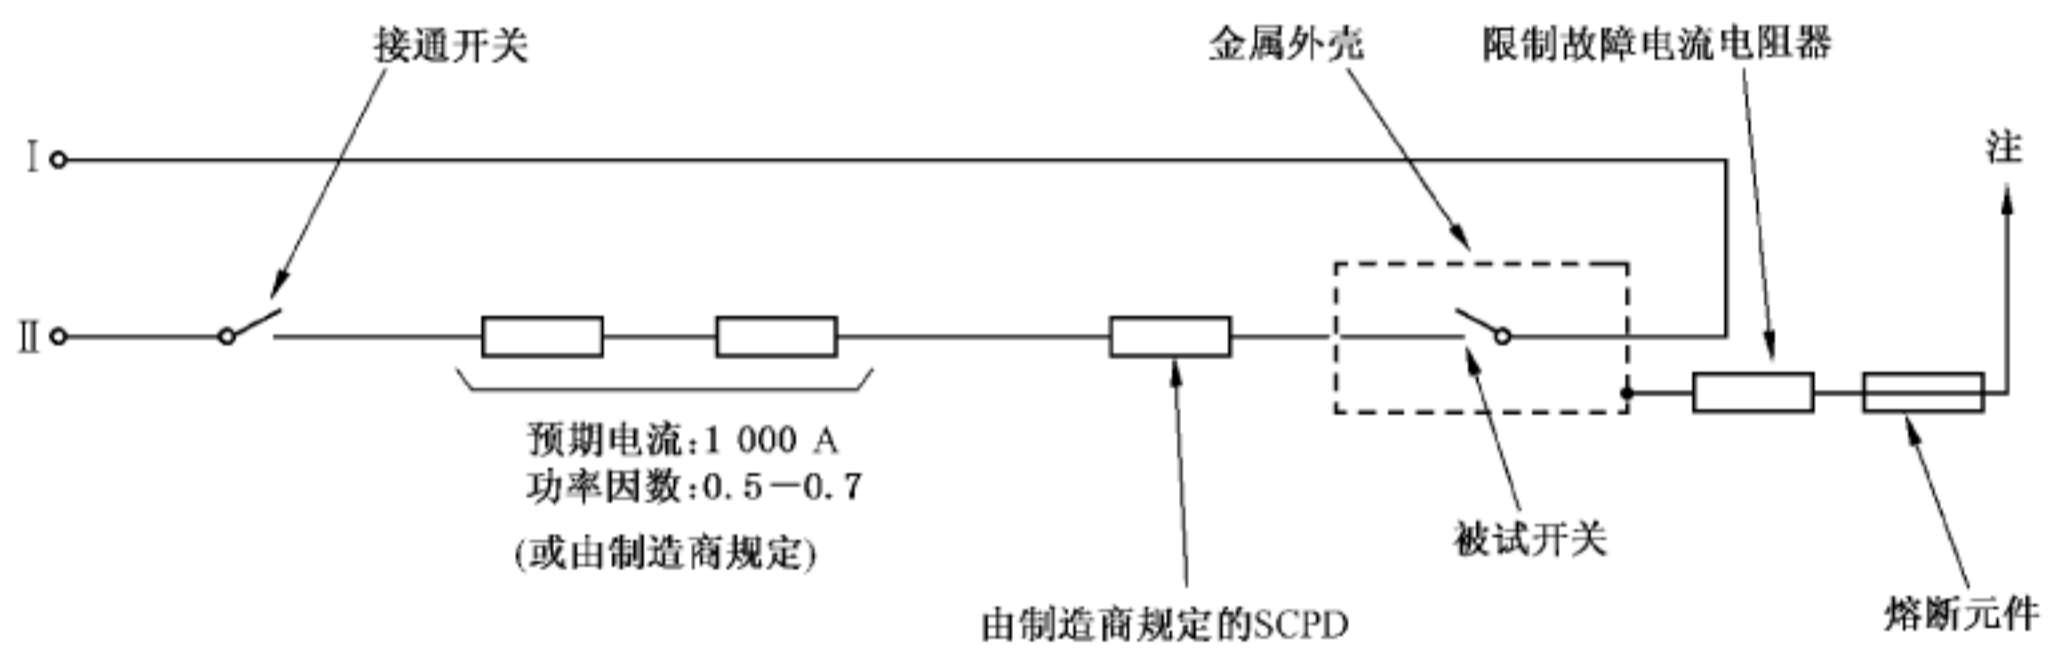 接通开关
金属外壳
限制故障电流电阻器
注
Ⅰ
Ⅱ
预期电流:1 000 A
功率因数:0.5—0.7
(或由制造商规定)
被试开关
由制造商规定的SCPD
熔断元件